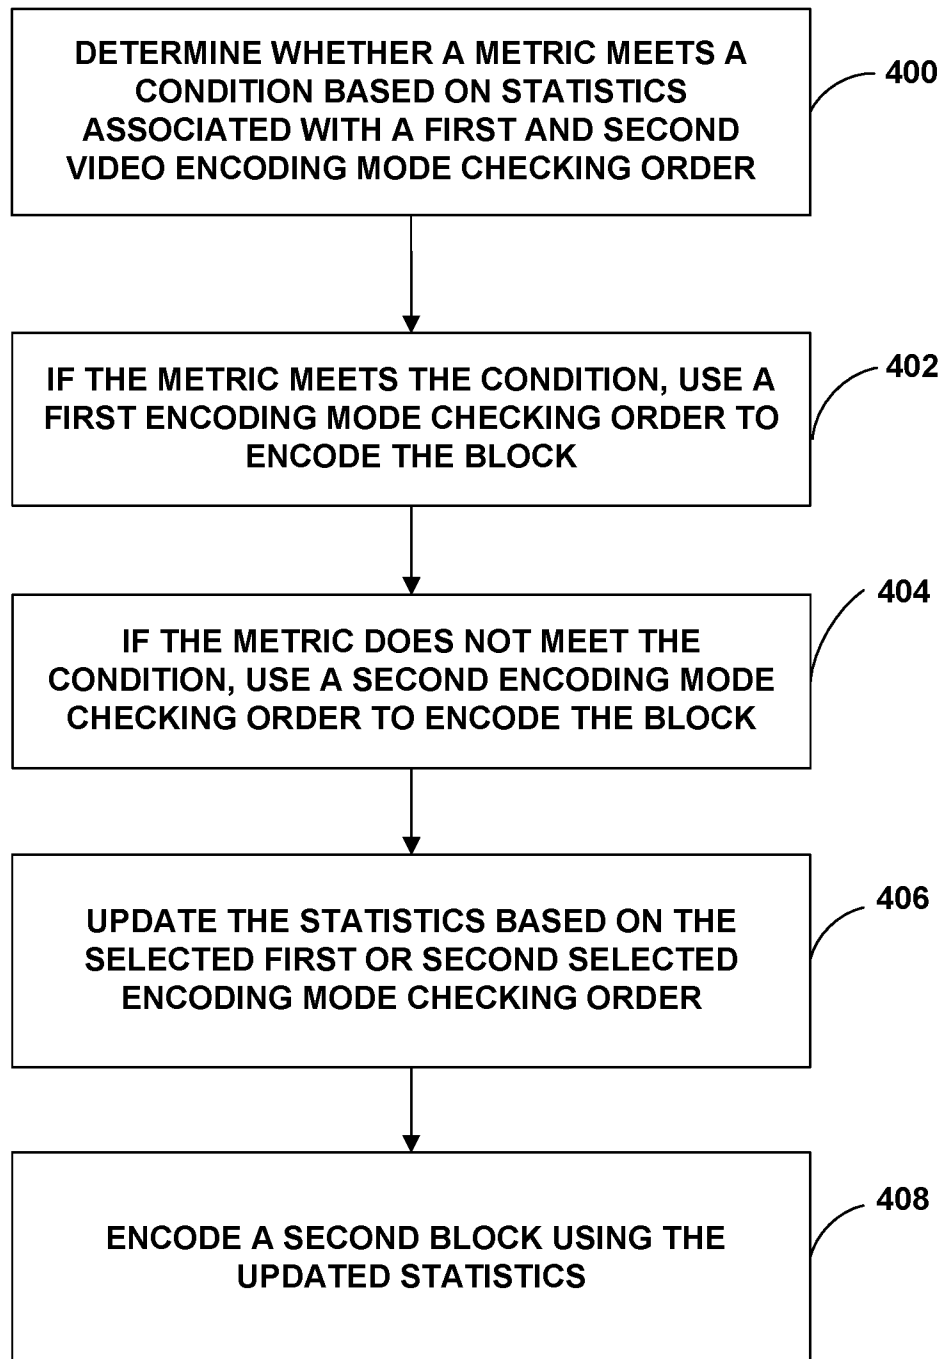 DETERMINE WHETHER A METRIC MEETS A
CONDITION BASED ON STATISTICS
ASSOCIATED WITH A FIRST AND SECOND
VIDEO ENCODING MODE CHECKING ORDER
400
IF THE METRIC MEETS THE CONDITION, USE A
FIRST ENCODING MODE CHECKING ORDER TO
ENCODE THE BLOCK
402
IF THE METRIC DOES NOT MEET THE
CONDITION, USE A SECOND ENCODING MODE
CHECKING ORDER TO ENCODE THE BLOCK
404
UPDATE THE STATISTICS BASED ON THE
SELECTED FIRST OR SECOND SELECTED
ENCODING MODE CHECKING ORDER
406
ENCODE A SECOND BLOCK USING THE
UPDATED STATISTICS
408